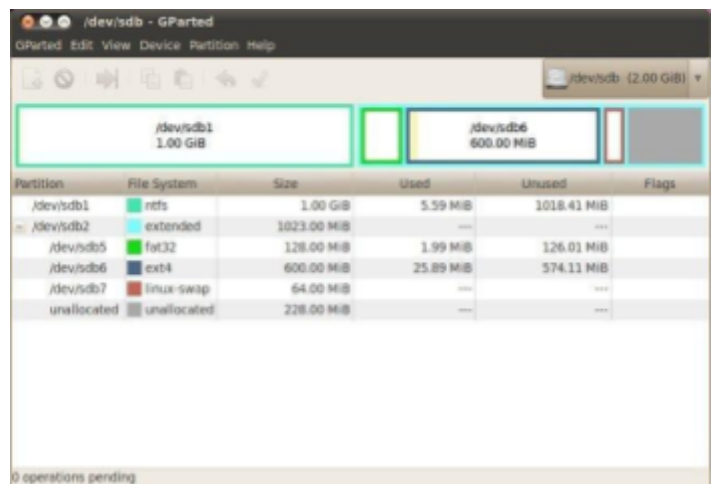 /dev/sdb - GParted
GParted Edit View Device Partition Help
/dev/sdb (2.00 GiB)
/dev/sdb1
1.00 GiB
/dev/sdb6
600.00 MiB
Partition File System Size Used Unused Flags
/dev/sdb1 ntfs 1.00 GiB 5.59 MiB 1018.41 MiB
/dev/sdb2 extended 1023.00 MiB --- ---
/dev/sdb5 fat32 128.00 MiB 1.99 MiB 126.01 MiB
/dev/sdb6 ext4 600.00 MiB 25.89 MiB 574.11 MiB
/dev/sdb7 linux-swap 64.00 MiB --- ---
unallocated unallocated 228.00 MiB --- ---
0 operations pending